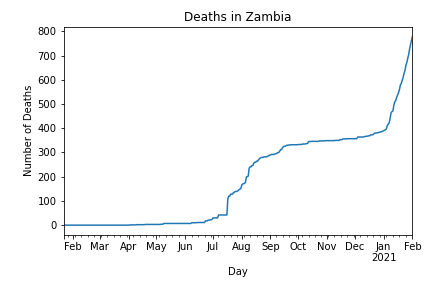 Deaths in Zambia
Number of Deaths
800
700
600
500
400
300
200
100
0
Feb Mar Apr May Jun Jul Aug Sep Oct Nov Dec Jan Feb
2021
Day